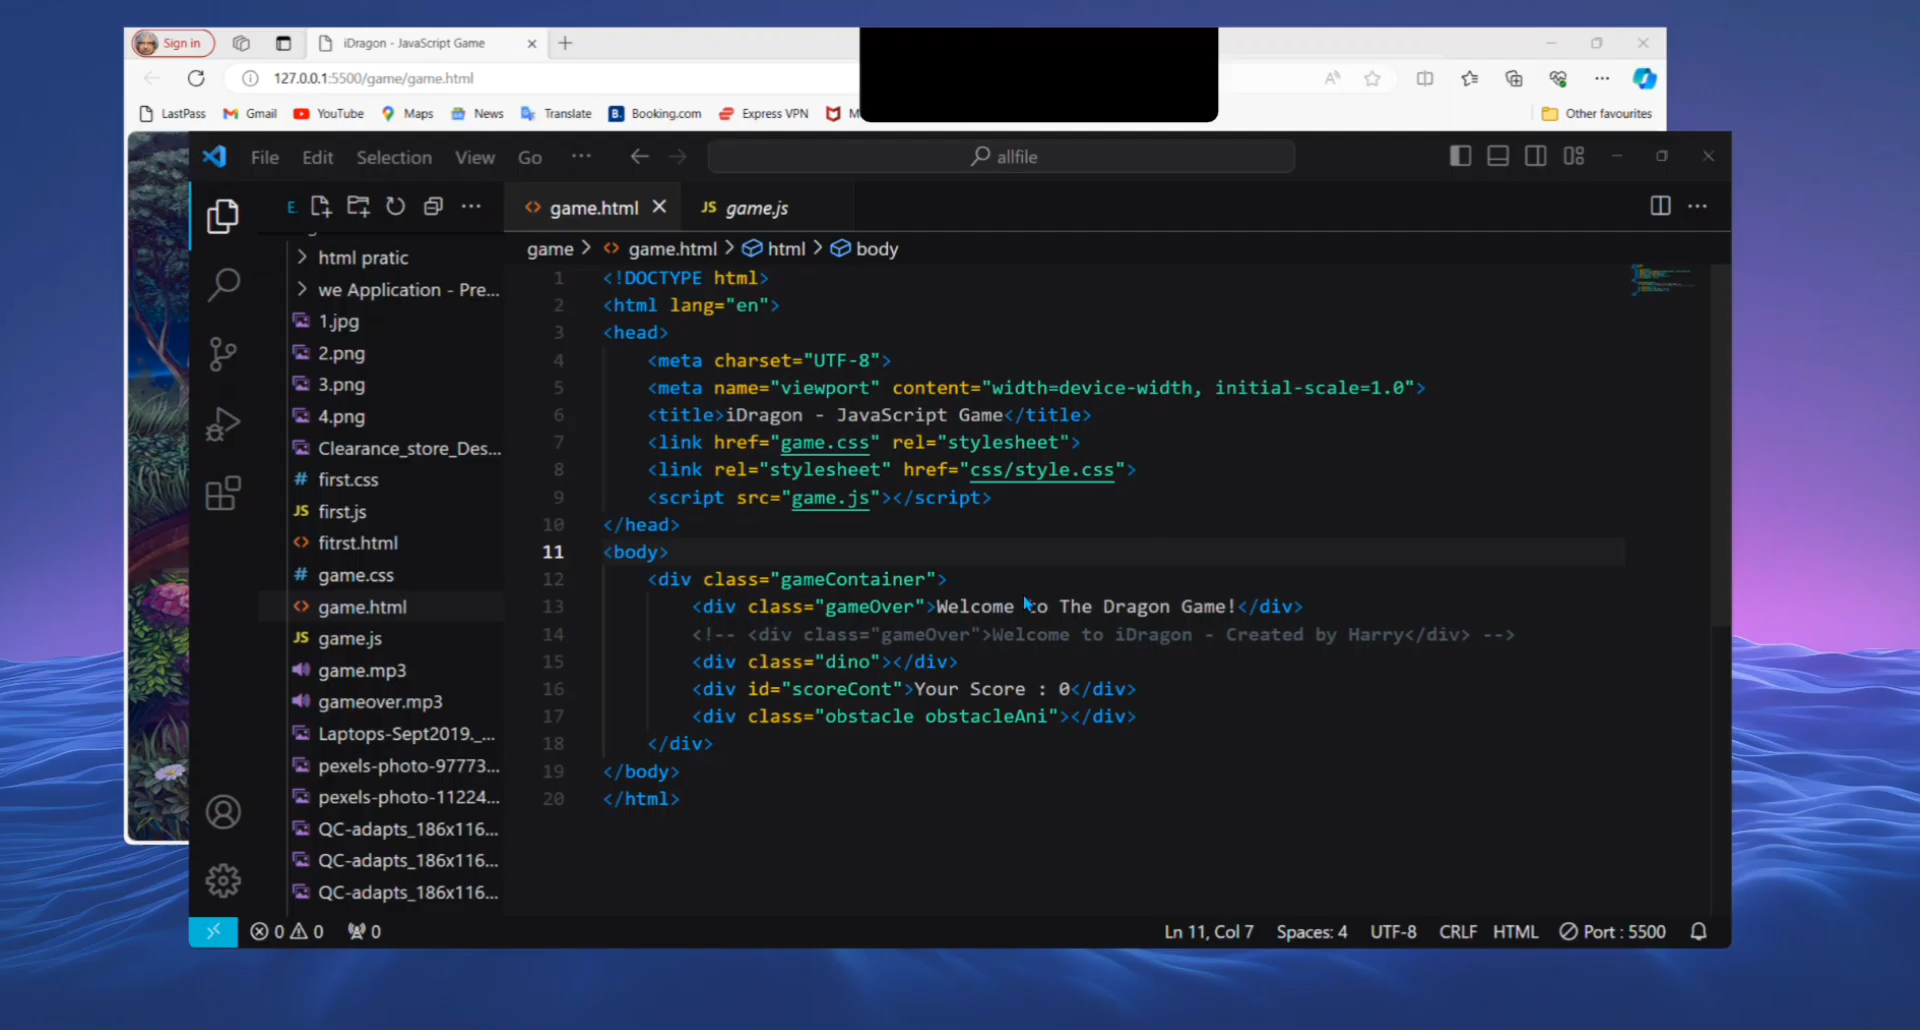 Sign in
iDragon - JavaScript Game
127.0.0.1:5500/game/game.html
LastPass Gmail YouTube Maps News Translate Booking.com Express VPN M Other favourites
File Edit Selection View Go ··· allfile
game.html JS game.js
game > game.html > html > body
html pratic
we Application - Pre...
1.jpg
2.png
3.png
4.png
Clearance_store_Des...
# first.css
JS first.js
fitrst.html
# game.css
game.html
JS game.js
game.mp3
gameover.mp3
Laptops-Sept2019._...
pexels-photo-97773...
pexels-photo-11224...
QC-adapts_186x116...
QC-adapts_186x116...
QC-adapts_186x116...
1 <!DOCTYPE html>
2 <html lang="en">
3 <head>
4 <meta charset="UTF-8">
5 <meta name="viewport" content="width=device-width, initial-scale=1.0">
6 <title>iDragon - JavaScript Game</title>
7 <link href="game.css" rel="stylesheet">
8 <link rel="stylesheet" href="css/style.css">
9 <script src="game.js"></script>
10 </head>
11 <body>
12 <div class="gameContainer">
13 <div class="gameOver">Welcome to The Dragon Game!</div>
14 <!-- <div class="gameOver">Welcome to iDragon - Created by Harry</div> -->
15 <div class="dino"></div>
16 <div id="scoreCont">Your Score : 0</div>
17 <div class="obstacle obstacleAni"></div>
18 </div>
19 </body>
20 </html>
0 0 0 Ln 11, Col 7 Spaces: 4 UTF-8 CRLF HTML Port : 5500